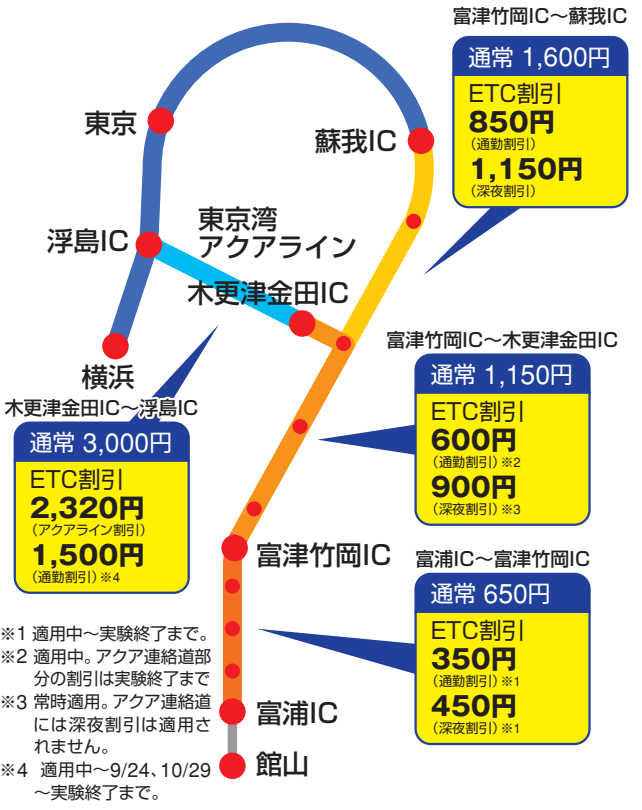 富津竹岡IC～蘇我IC
通常 1,600円
ETC割引
850円
（通勤割引）
1,150円
（深夜割引）
東京
蘇我IC
東京湾
アクアライン
浮島IC
木更津金田IC
横浜
富津竹岡IC～木更津金田IC
通常 1,150円
ETC割引
600円
（通勤割引）※2
900円
（深夜割引）※3
木更津金田IC～浮島IC
通常 3,000円
ETC割引
2,320円
（アクアライン割引）
1,500円
（通勤割引）※4
富津竹岡IC
富浦IC～富津竹岡IC
通常 650円
ETC割引
350円
（通勤割引）※1
450円
（深夜割引）※1
富浦IC
館山
※1 適用中～実験終了まで。
※2 適用中。アクア連絡道部
分の割引は実験終了まで
※3 常時適用。アクア連絡道
には深夜割引は適用さ
れません。
※4 適用中～9/24、10/29
～実験終了まで。